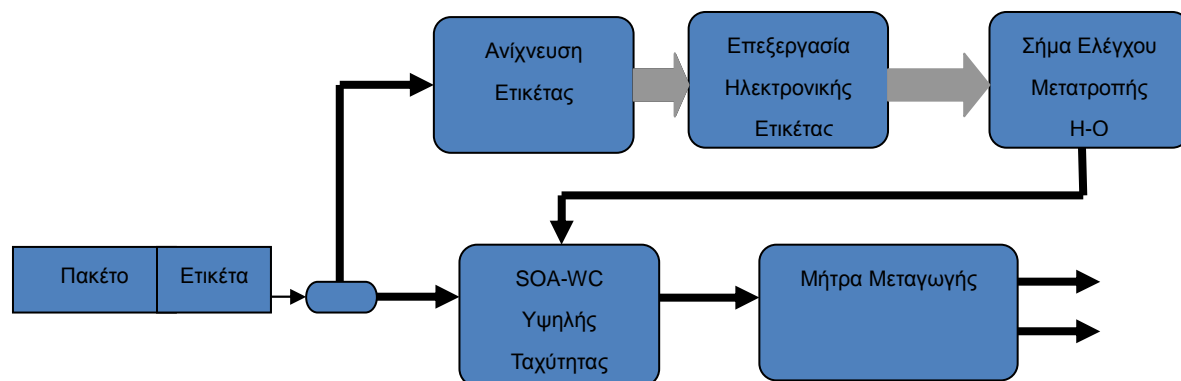 Ανίχνευση
Ετικέτας
Επεξεργασία
Ηλεκτρονικής
Ετικέτας
Σήμα Ελέγχου
Μετατροπής
Η-Ο
Πακέτο
Ετικέτα
SOA-WC
Υψηλής
Ταχύτητας
Μήτρα Μεταγωγής